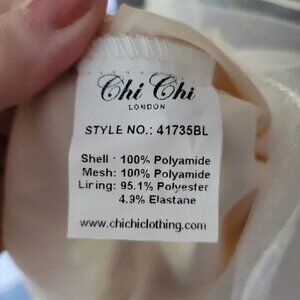 Chi Chi
LONDON
STYLE NO.: 41735BL
Shell : 100% Polyamide
Mesh: 100% Polyamide
Lining: 95.1% Polyester
4.9% Elastane
www.chichiclothing.com